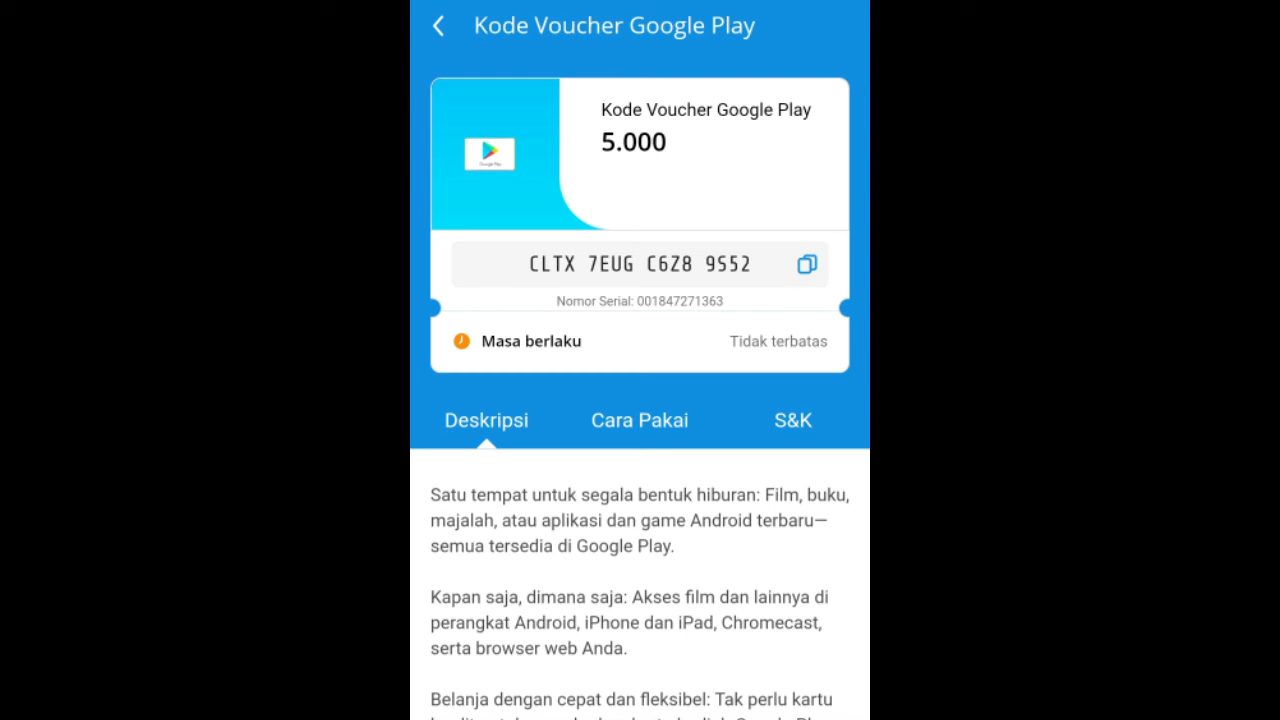 Kode Voucher Google Play
Kode Voucher Google Play
5.000
Google Play
CLTX 7EUG C6Z8 9S52
Nomor Serial: 001847271363
Masa berlaku
Tidak terbatas
Deskripsi
Cara Pakai
S&K
Satu tempat untuk segala bentuk hiburan: Film, buku,
majalah, atau aplikasi dan game Android terbaru—
semua tersedia di Google Play.
Kapan saja, dimana saja: Akses film dan lainnya di
perangkat Android, iPhone dan iPad, Chromecast,
serta browser web Anda.
Belanja dengan cepat dan fleksibel: Tak perlu kartu